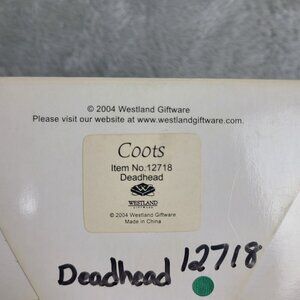 © 2004 Westland Giftware
Please visit our website at www.westlandgiftware.com.
Coots
Item No.12718
Deadhead
WESTLAND
GIFTWARE
© 2004 Westland Giftware
Made in China
Deadhead 12718